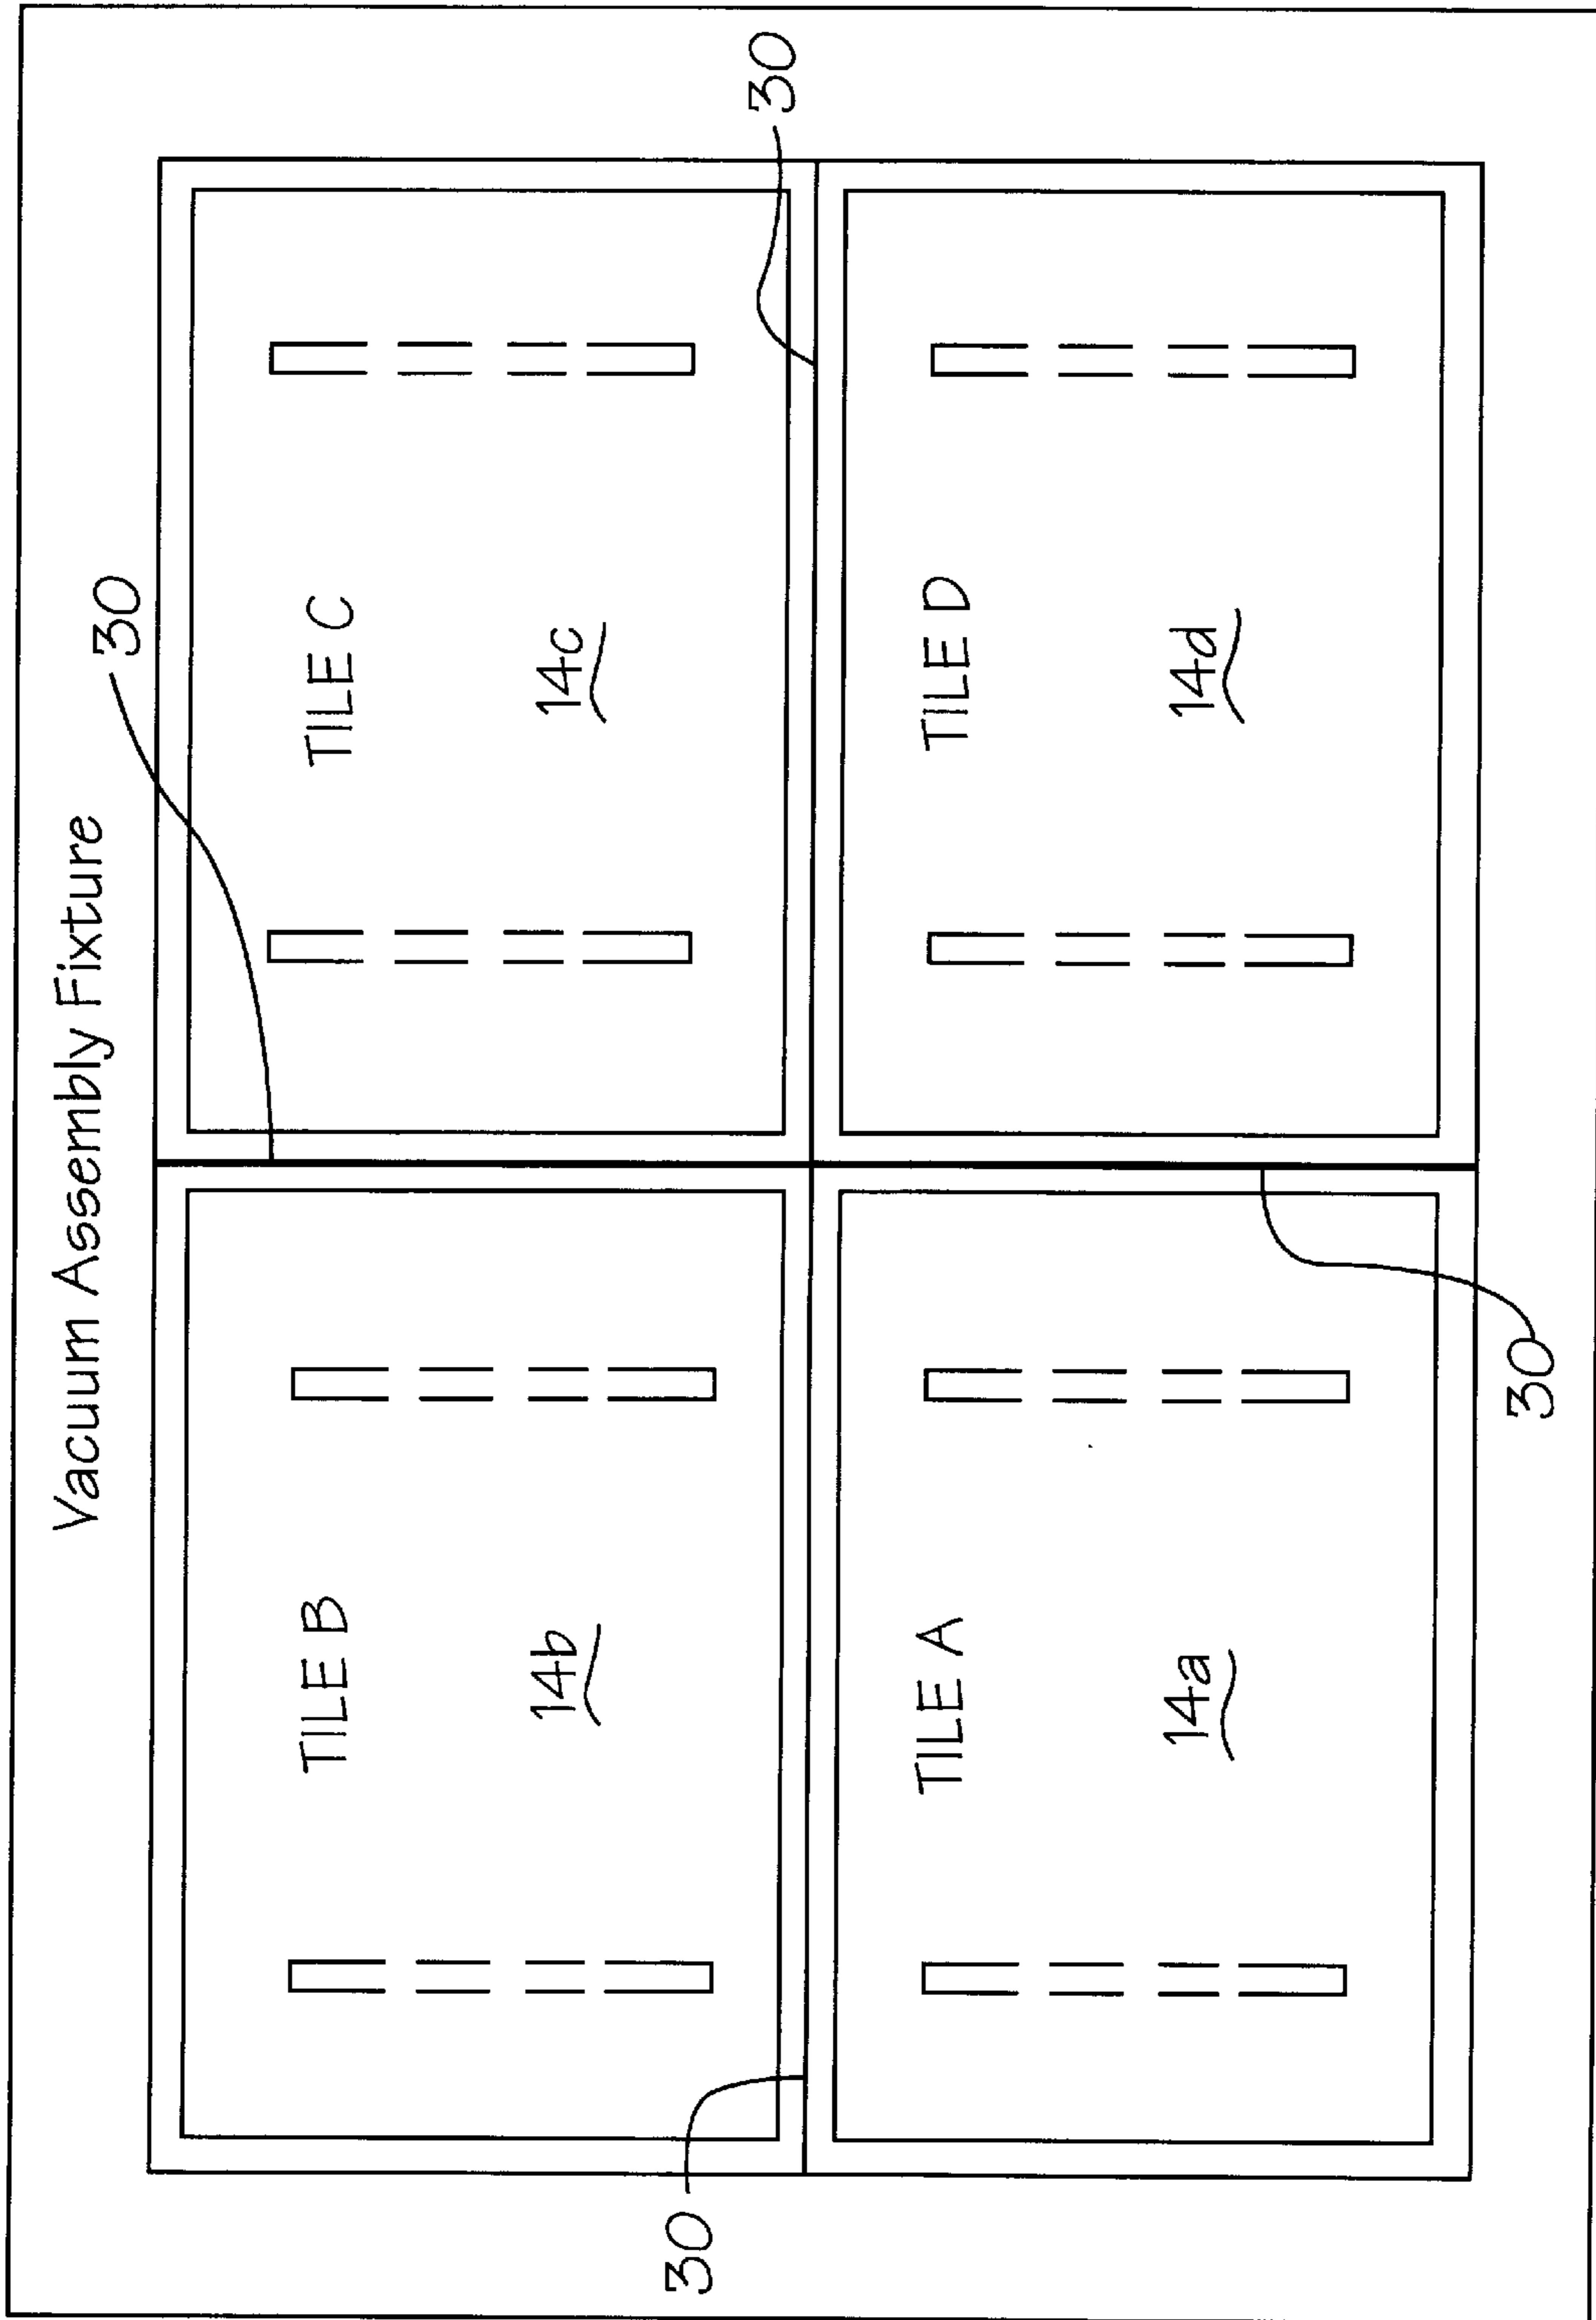 Vacuum Assembly Fixture
30
TILE B
14b
TILE C
14c
30
30
TILE A
14a
TILE D
14d
30